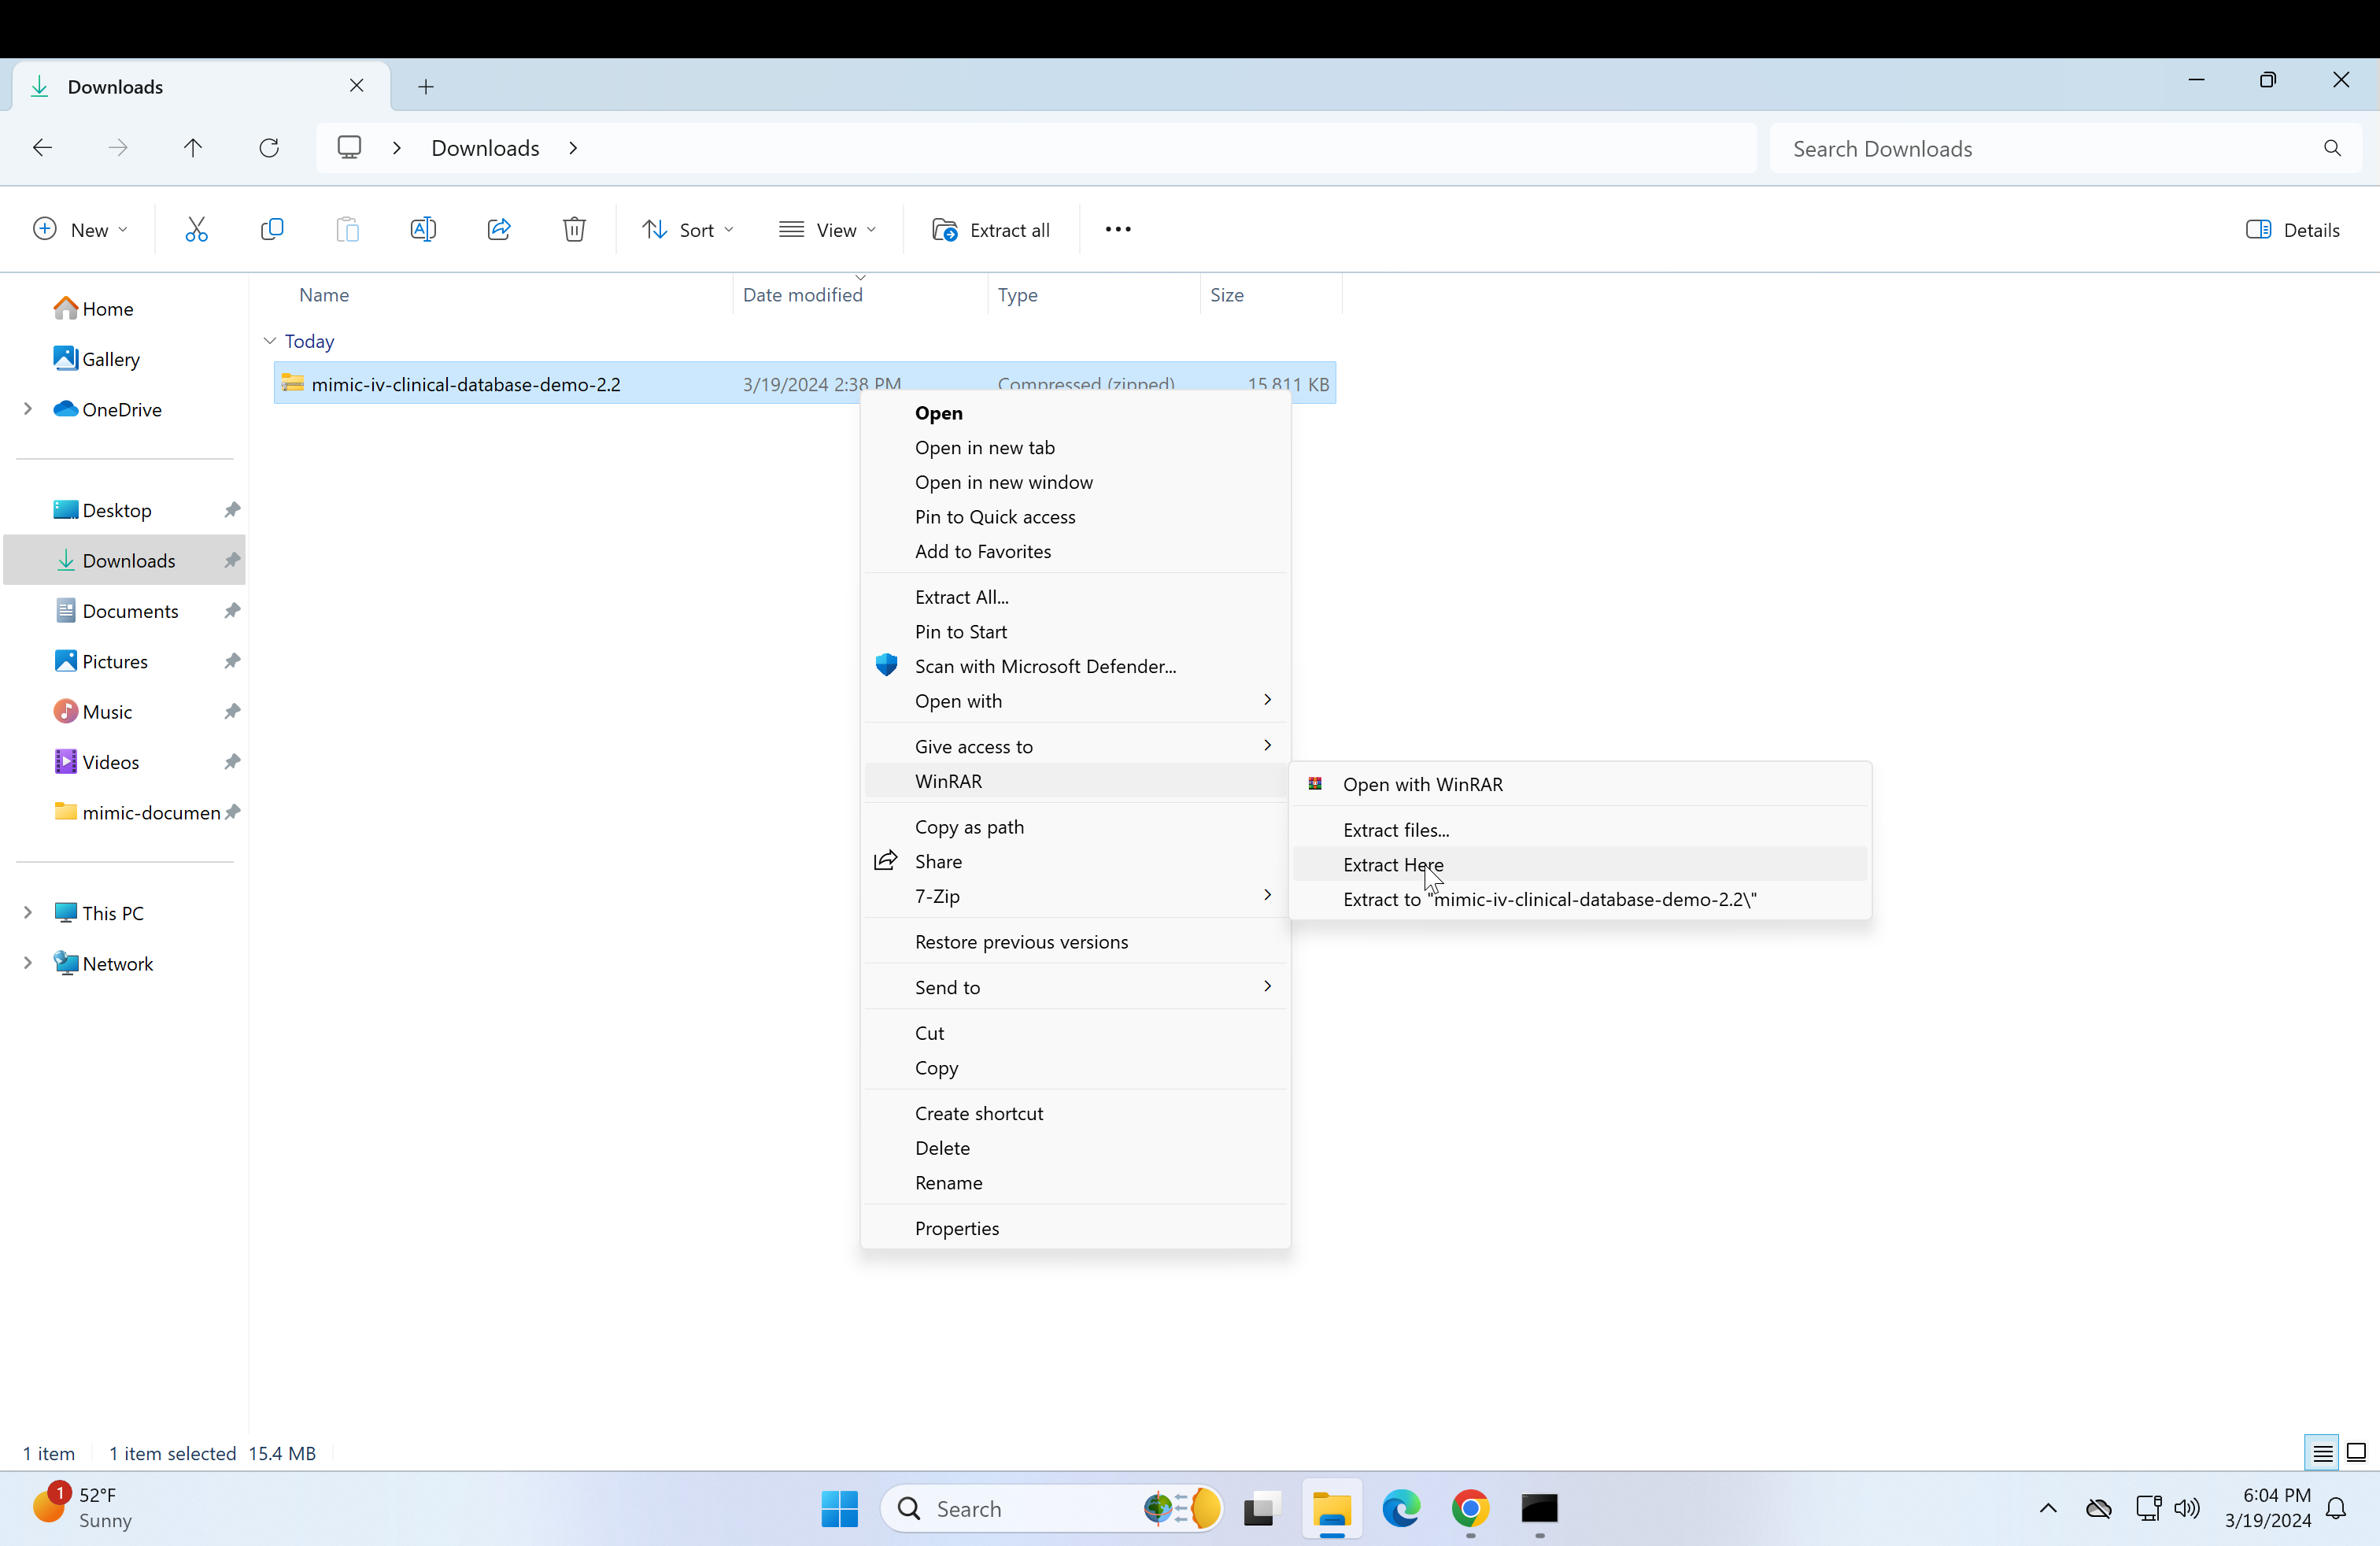 Downloads
Downloads
Search Downloads
New
Sort
View
Extract all
Details
Name
Date modified
Type
Size
Home
Gallery
OneDrive
Desktop
Downloads
Documents
Pictures
Music
Videos
mimic-documen
This PC
Network
Today
mimic-iv-clinical-database-demo-2.2 3/19/2024 2:38 PM Compressed (zipped) 15,811 KB
Open
Open in new tab
Open in new window
Pin to Quick access
Add to Favorites
Extract All...
Pin to Start
Scan with Microsoft Defender...
Open with
Give access to
WinRAR
Copy as path
Share
7-Zip
Restore previous versions
Send to
Cut
Copy
Create shortcut
Delete
Rename
Properties
Open with WinRAR
Extract files...
Extract Here
Extract to "mimic-iv-clinical-database-demo-2.2\"
1 item
1 item selected 15.4 MB
1
52°F
Sunny
Search
6:04 PM
3/19/2024